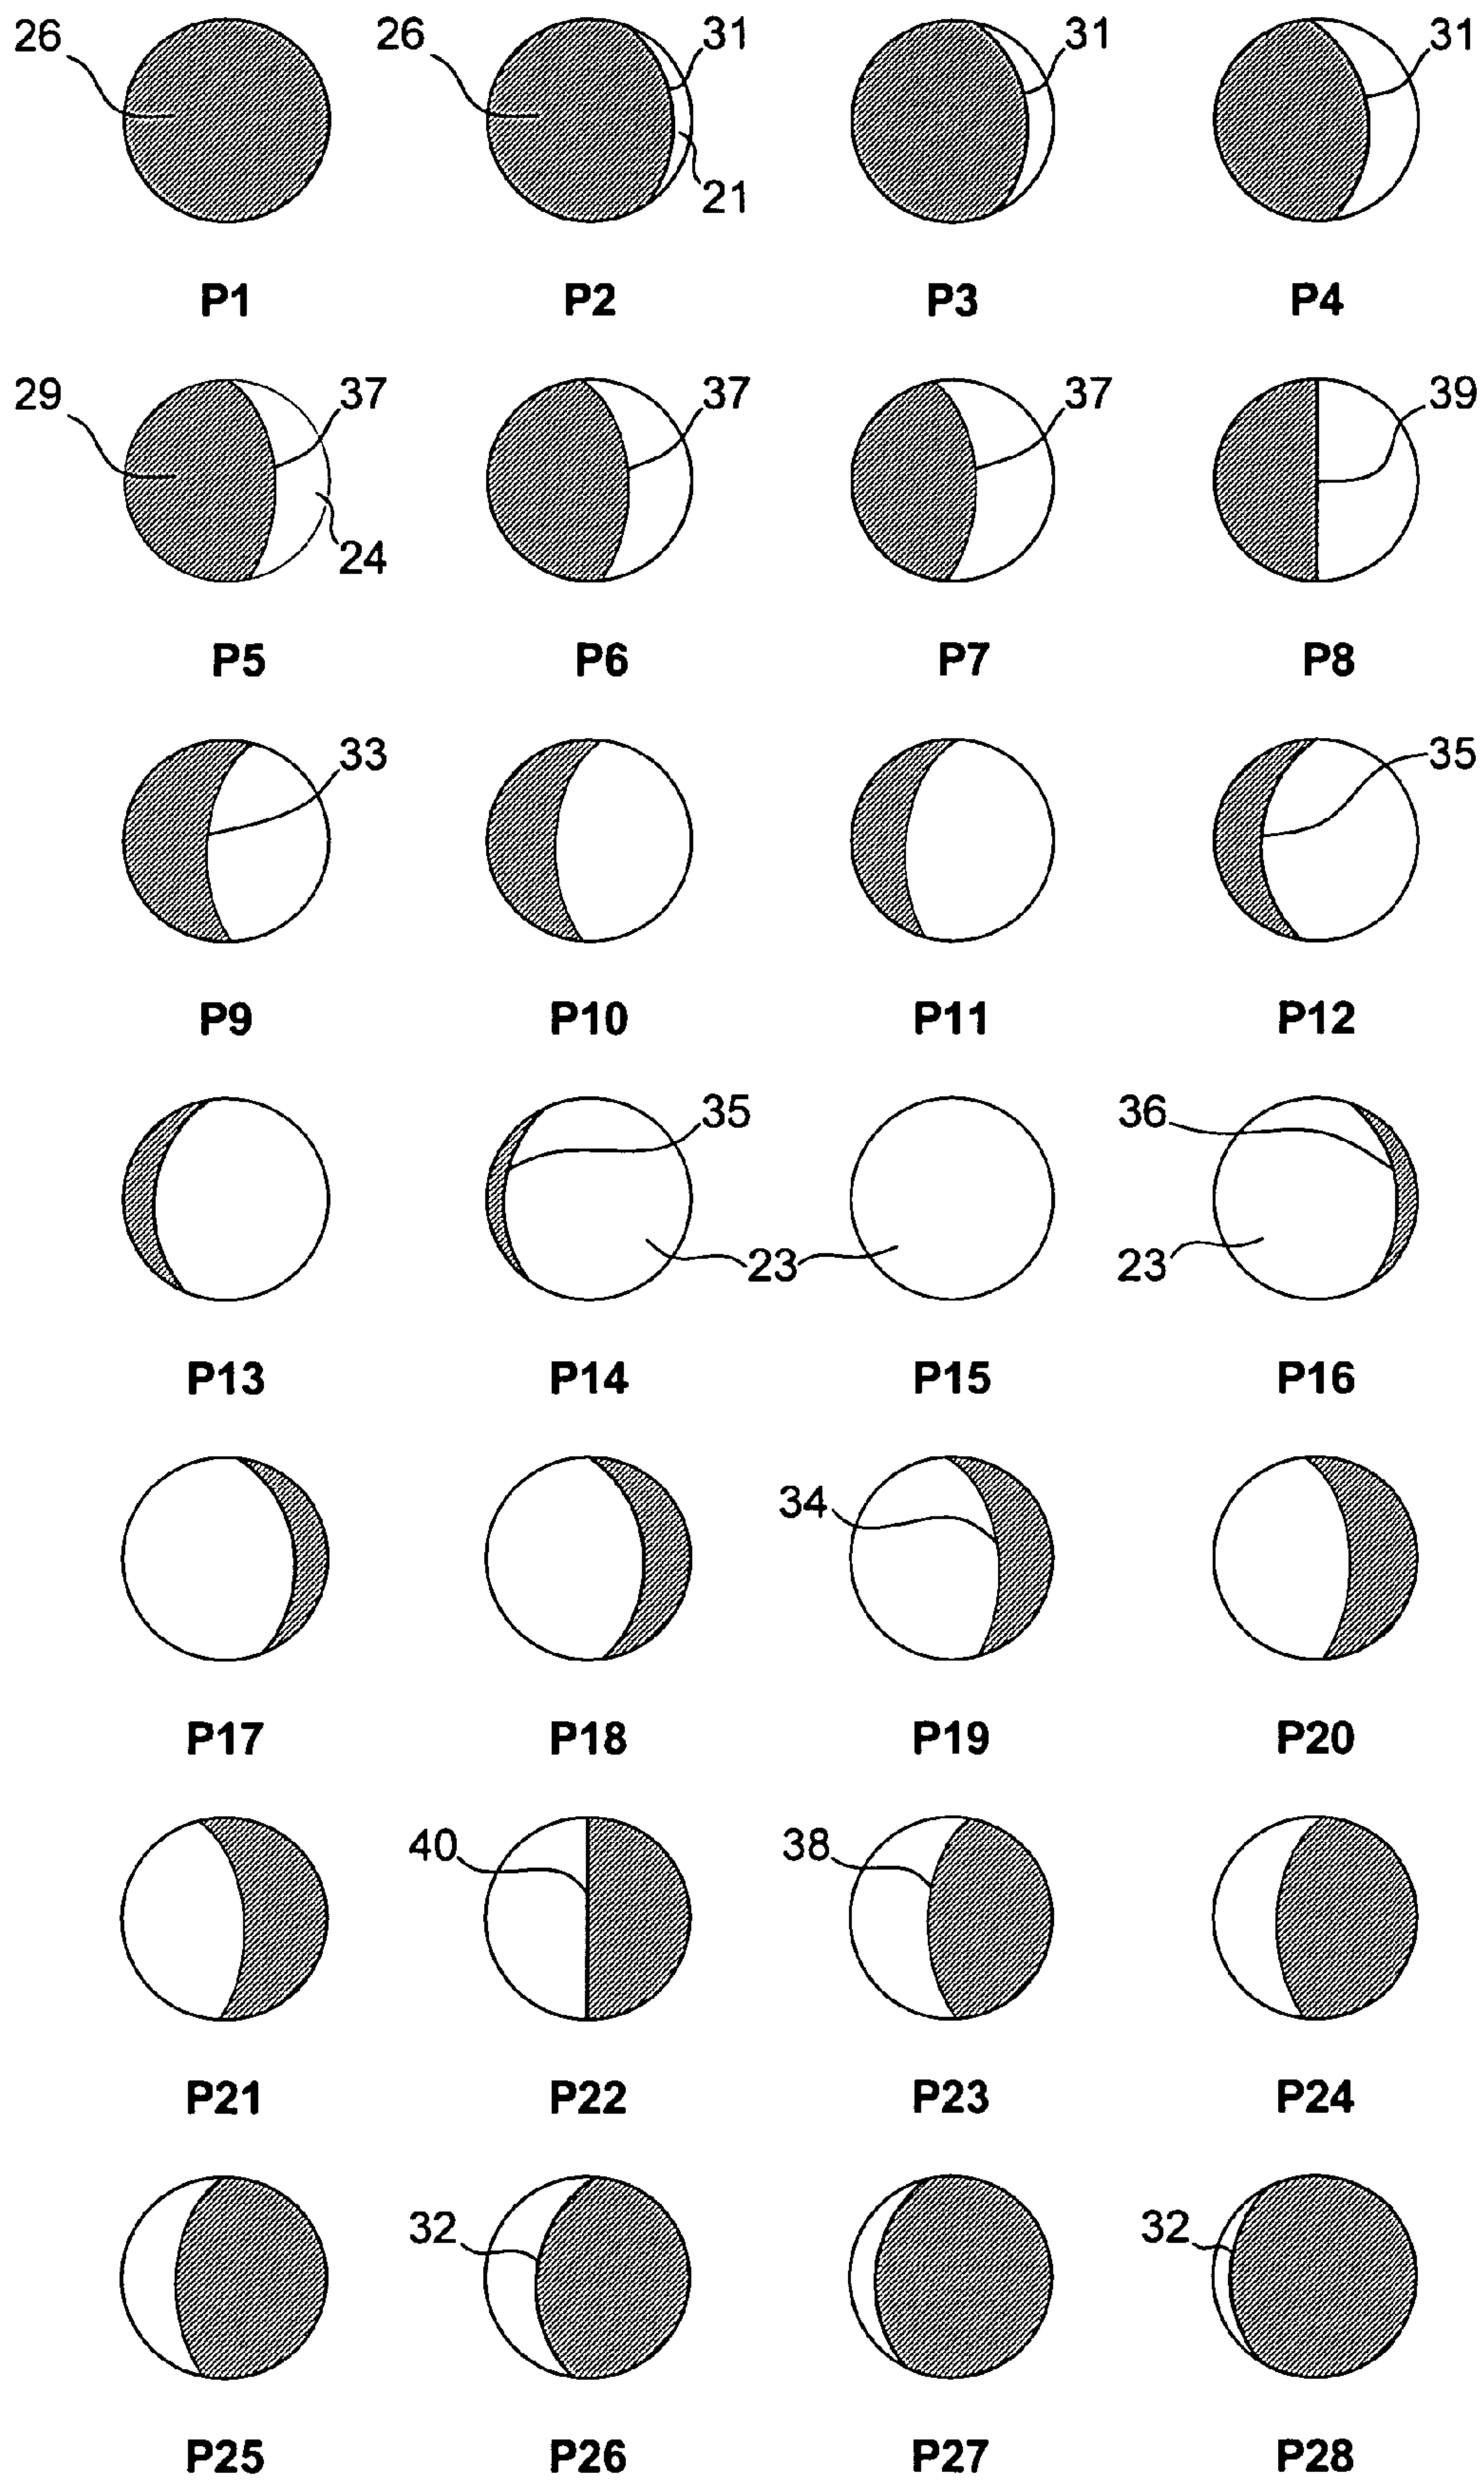 26 26 31 31 31
21
P1 P2 P3 P4
29 37 37 37 39
24
P5 P6 P7 P8
33 35
P9 P10 P11 P12
35 36
23 23
P13 P14 P15 P16
34
P17 P18 P19 P20
40 38
P21 P22 P23 P24
32 32
P25 P26 P27 P28